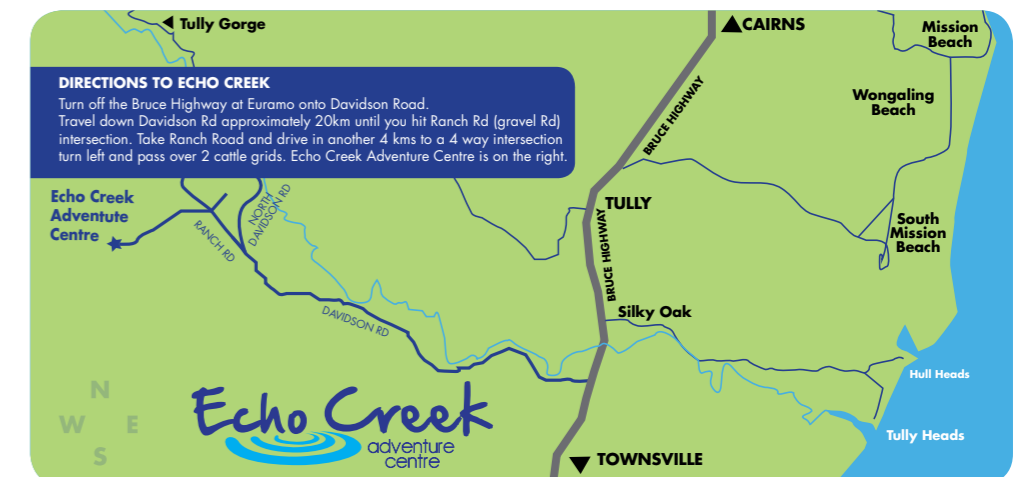 Tully Gorge
CAIRNS
Mission
Beach
DIRECTIONS TO ECHO CREEK
Turn off the Bruce Highway at Euramo onto Davidson Road.
Travel down Davidson Rd approximately 20km until you hit Ranch Rd (gravel Rd)
intersection. Take Ranch Road and drive in another 4 kms to a 4 way intersection
turn left and pass over 2 cattle grids. Echo Creek Adventure Centre is on the right.
Wongaling
Beach
BRUCE HIGHWAY
Echo Creek
Adventute
Centre
NORTH
DAVIDSON RD
RANCH RD
TULLY
BRUCE HIGHWAY
South
Mission
Beach
Silky Oak
DAVIDSON RD
Hull Heads
N
W E
S
Echo Creek
adventure
centre
Tully Heads
TOWNSVILLE